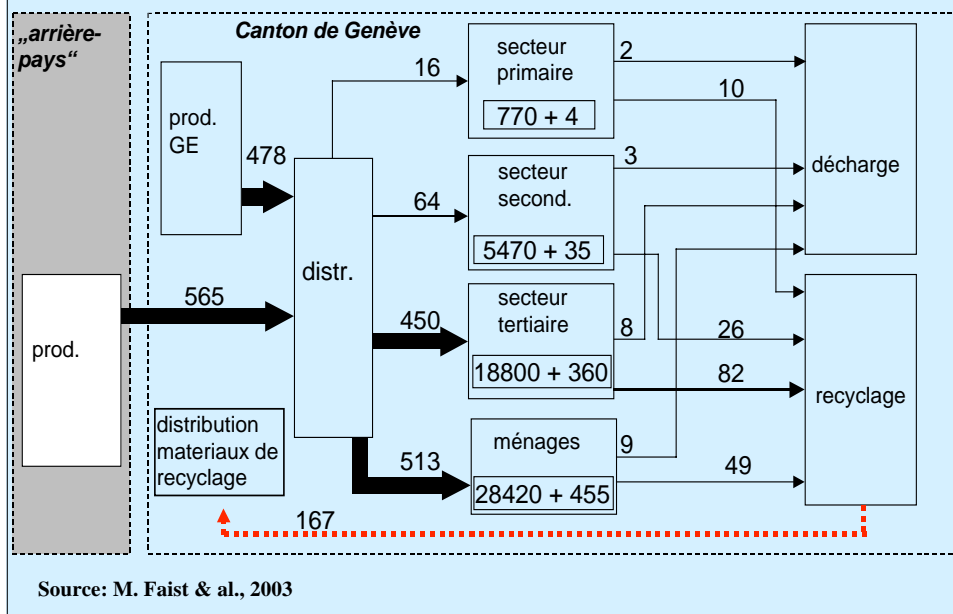 „arrière-
pays“
Canton de Genève
prod.
GE
478
565
prod.
distr.
distribution
materiaux de
recyclage
16
64
450
513
secteur
primaire
770 + 4
secteur
second.
5470 + 35
secteur
tertiaire
18800 + 360
ménages
28420 + 455
2
10
3
8
26
82
9
49
décharge
recyclage
167
Source: M. Faist & al., 2003